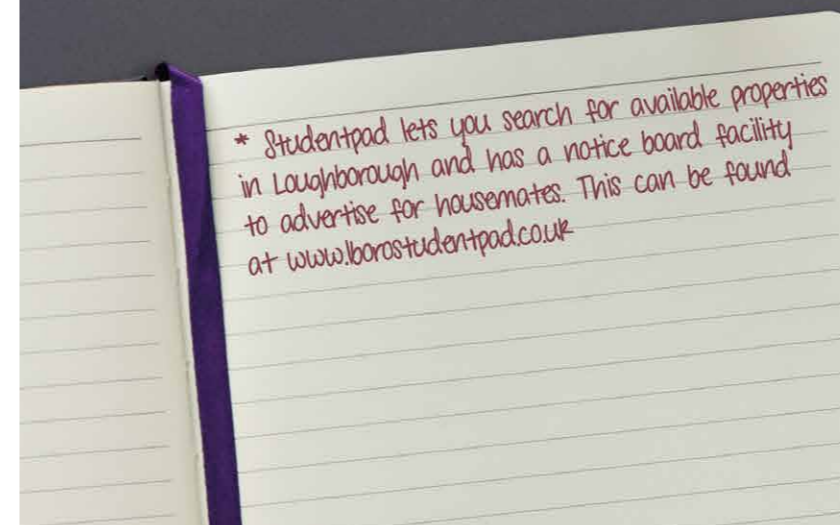 * Studentpad lets you search for available properties
in Loughborough and has a notice board facility
to advertise for housemates. This can be found
at www.lborostudentpad.co.uk